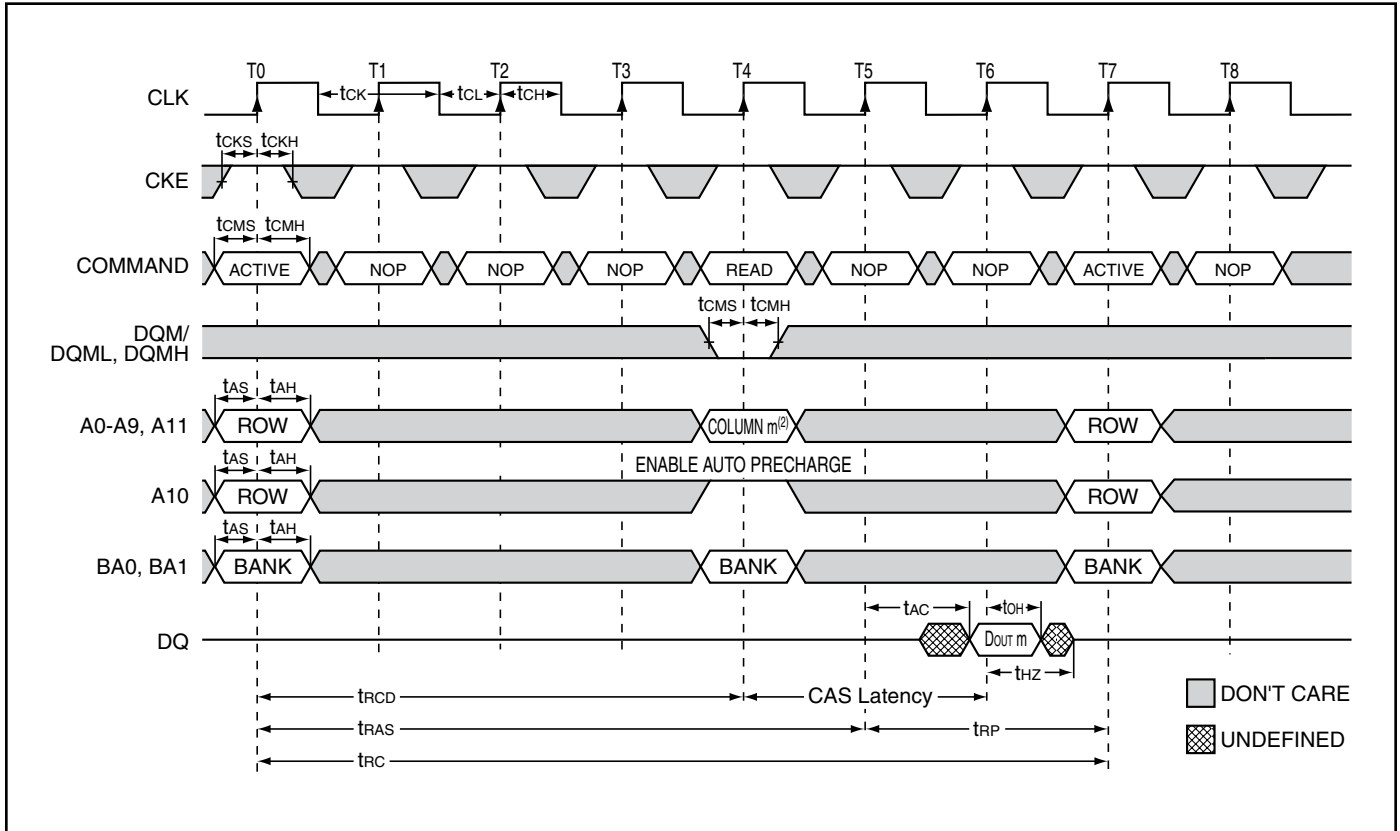 T0 T1 T2 T3 T4 T5 T6 T7 T8
CLK tCK tCL tCH
tCKS tCKH
CKE
tCMS tCMH
COMMAND ACTIVE NOP NOP NOP READ NOP NOP ACTIVE NOP
tCMS tCMH
DQM/
DQML, DQMH
tAS tAH
A0-A9, A11 ROW COLUMN m(2) ROW
tAS tAH ENABLE AUTO PRECHARGE
A10 ROW ROW
tAS tAH
BA0, BA1 BANK BANK BANK
tAC tOH
DQ DOUT m
tHZ
tRCD CAS Latency
DON'T CARE
tRAS tRP
UNDEFINED
tRC